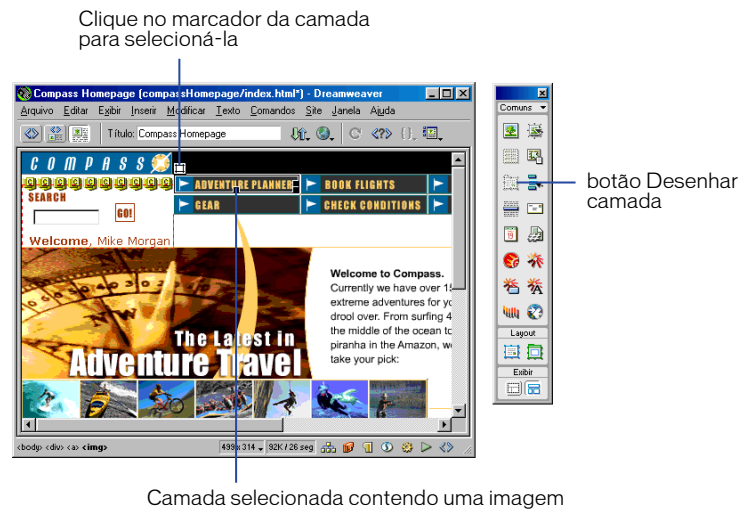 Clique no marcador da camada
para selecioná-la
Compass Homepage (compassHomepage/index.html*) - Dreamweaver
Arquivo Editar Exibir Inserir Modificar Texto Comandos Site Janela Ajuda
Título: Compass Homepage
COMPASS
ADVENTURE PLANNER
BOOK FLIGHTS
SEARCH
GO!
GEAR
CHECK CONDITIONS
Welcome, Mike Morgan
Welcome to Compass.
Currently we have over 15
extreme adventures for yo
drool over. From surfing 4
the middle of the ocean to
piranha in the Amazon, we
take your pick:
The Latest in
Adventure Travel
<body> <div> <a> <img>
499 x 314
92K / 26 seg
Comuns
botão Desenhar
camada
Layout
Exibir
Camada selecionada contendo uma imagem